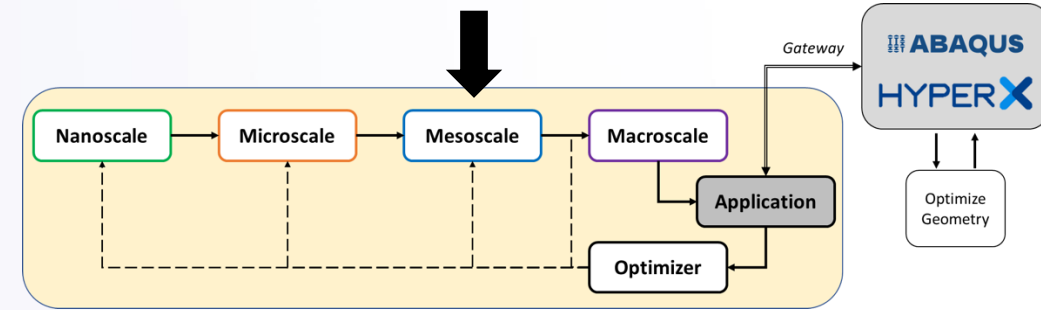 Gateway
ABAQUS
HYPERX
Nanoscale
Microscale
Mesoscale
Macroscale
Application
Optimize
Geometry
Optimizer